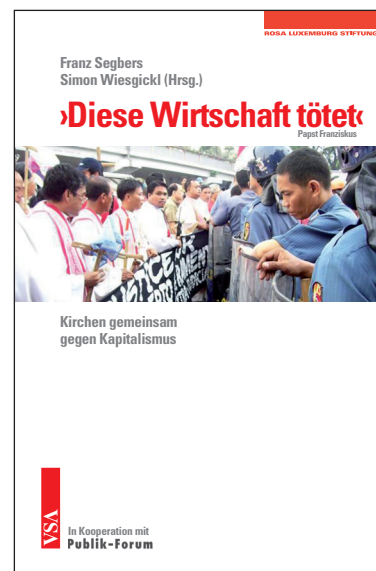 ROSA LUXEMBURG STIFTUNG
Franz Segbers
Simon Wiesgickl (Hrsg.)
›Diese Wirtschaft tötet‹
Papst Franziskus
JUSTICE
Kirchen gemeinsam
gegen Kapitalismus
VSA
In Kooperation mit
Publik-Forum